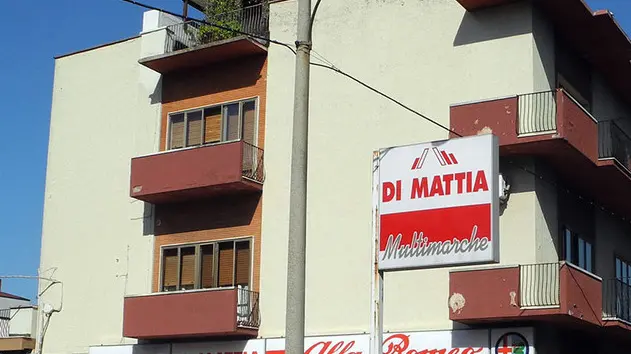 DI MATTIA
Multimarche
Alfa Romeo